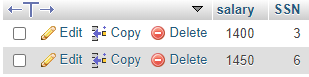 ←T→ ▼ salary SSN
Edit Copy Delete 1400 3
Edit Copy Delete 1450 6